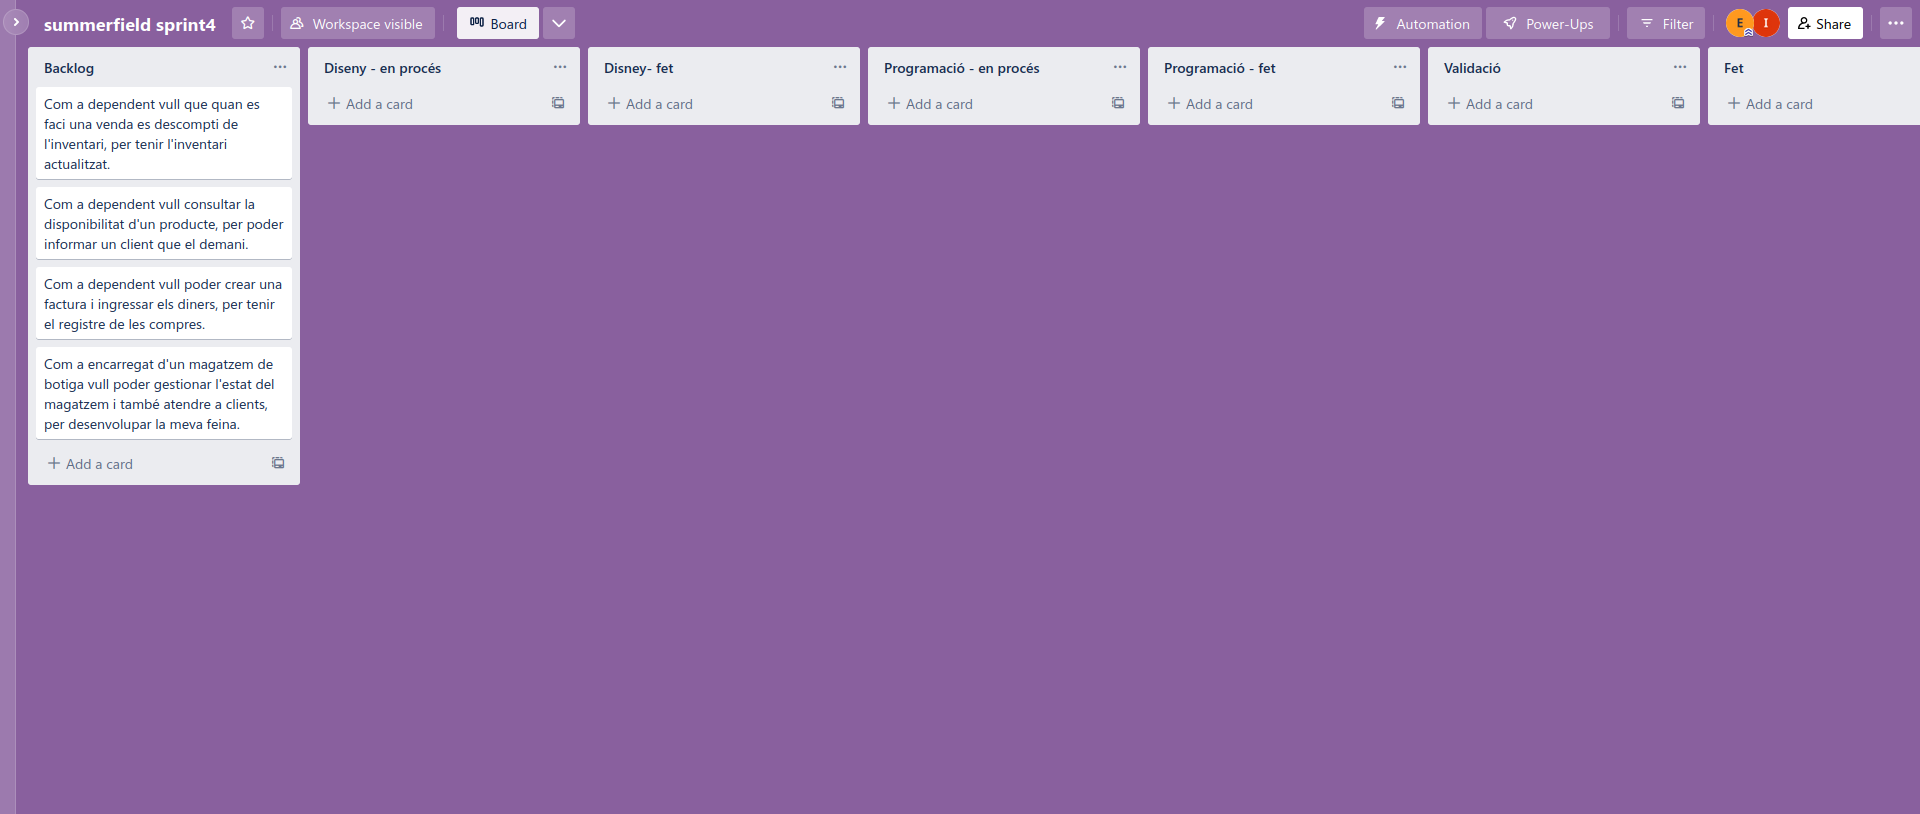 summerfield sprint4
Workspace visible
Board
Automation
Power-Ups
Filter
E
I
Share
Backlog
Com a dependent vull que quan es
faci una venda es descompti de
l'inventari, per tenir l'inventari
actualitzat.
Com a dependent vull consultar la
disponibilitat d'un producte, per poder
informar un client que el demani.
Com a dependent vull poder crear una
factura i ingressar els diners, per tenir
el registre de les compres.
Com a encarregat d'un magatzem de
botiga vull poder gestionar l'estat del
magatzem i també atendre a clients,
per desenvolupar la meva feina.
Add a card
Diseny - en procés
Add a card
Disney- fet
Add a card
Programació - en procés
Add a card
Programació - fet
Add a card
Validació
Add a card
Fet
Add a card